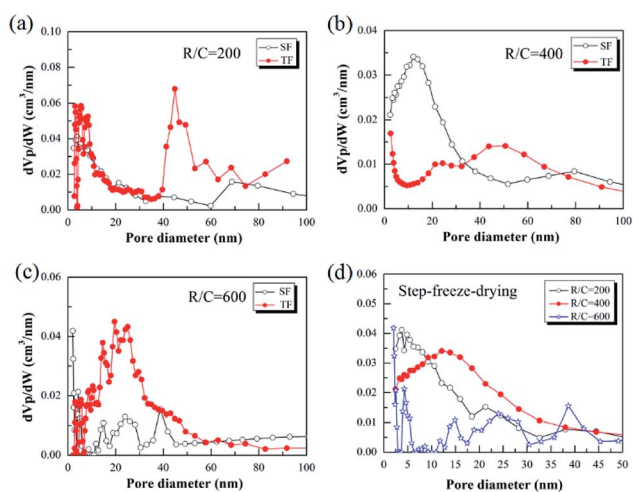 (a)
R/C=200
SF
TF
dVp/dW (cm³/nm)
0.10
0.08
0.06
0.04
0.02
0.00
0 20 40 60 80 100
Pore diameter (nm)
(b)
R/C=400
SF
TF
dVp/dW (cm³/nm)
0.04
0.03
0.02
0.01
0.00
0 20 40 60 80 100
Pore diameter (nm)
(c)
R/C=600
SF
TF
dVp/dW (cm³/nm)
0.06
0.04
0.02
0.00
0 20 40 60 80 100
Pore diameter (nm)
(d)
Step-freeze-drying
R/C=200
R/C=400
R/C=600
dVp/dW (cm³/nm)
0.06
0.05
0.04
0.03
0.02
0.01
0.00
0 5 10 15 20 25 30 35 40 45 50
Pore diameter (nm)